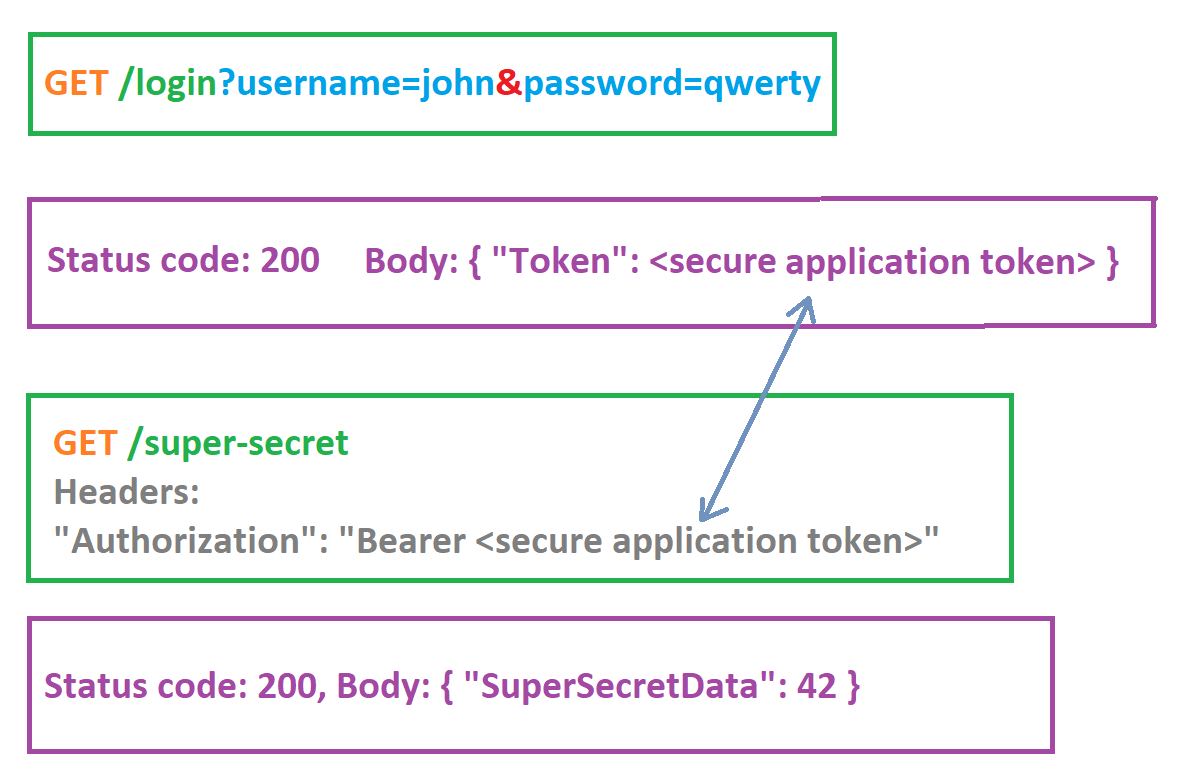 GET /login?username=john&password=qwerty
Status code: 200 Body: { "Token": <secure application token> }
GET /super-secret
Headers:
"Authorization": "Bearer <secure application token>"
Status code: 200, Body: { "SuperSecretData": 42 }